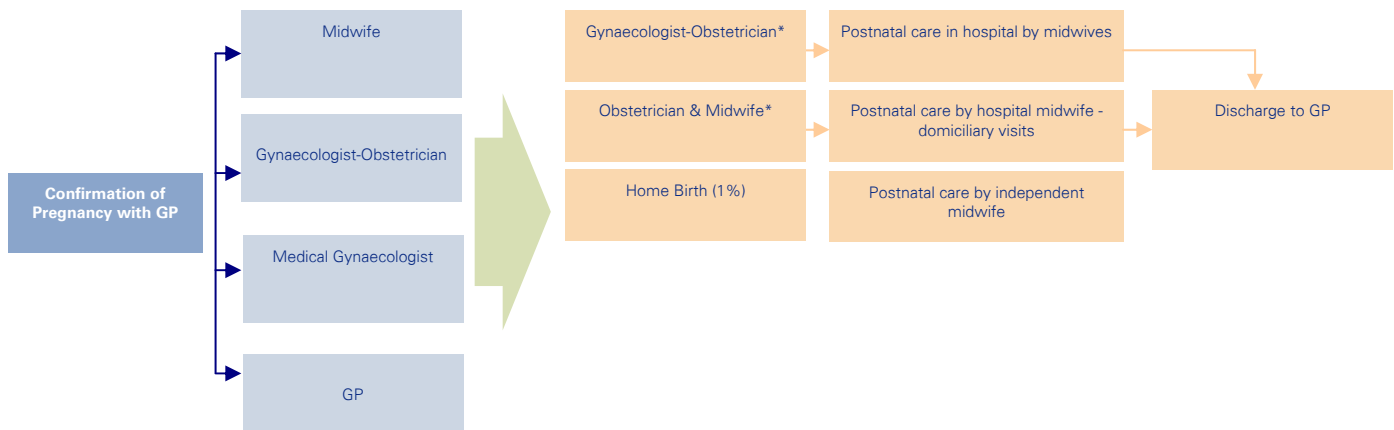 Confirmation of
Pregnancy with GP
Midwife
Gynaecologist-Obstetrician
Medical Gynaecologist
GP
Gynaecologist-Obstetrician*
Postnatal care in hospital by midwives
Obstetrician & Midwife*
Postnatal care by hospital midwife -
domiciliary visits
Discharge to GP
Home Birth (1%)
Postnatal care by independent
midwife